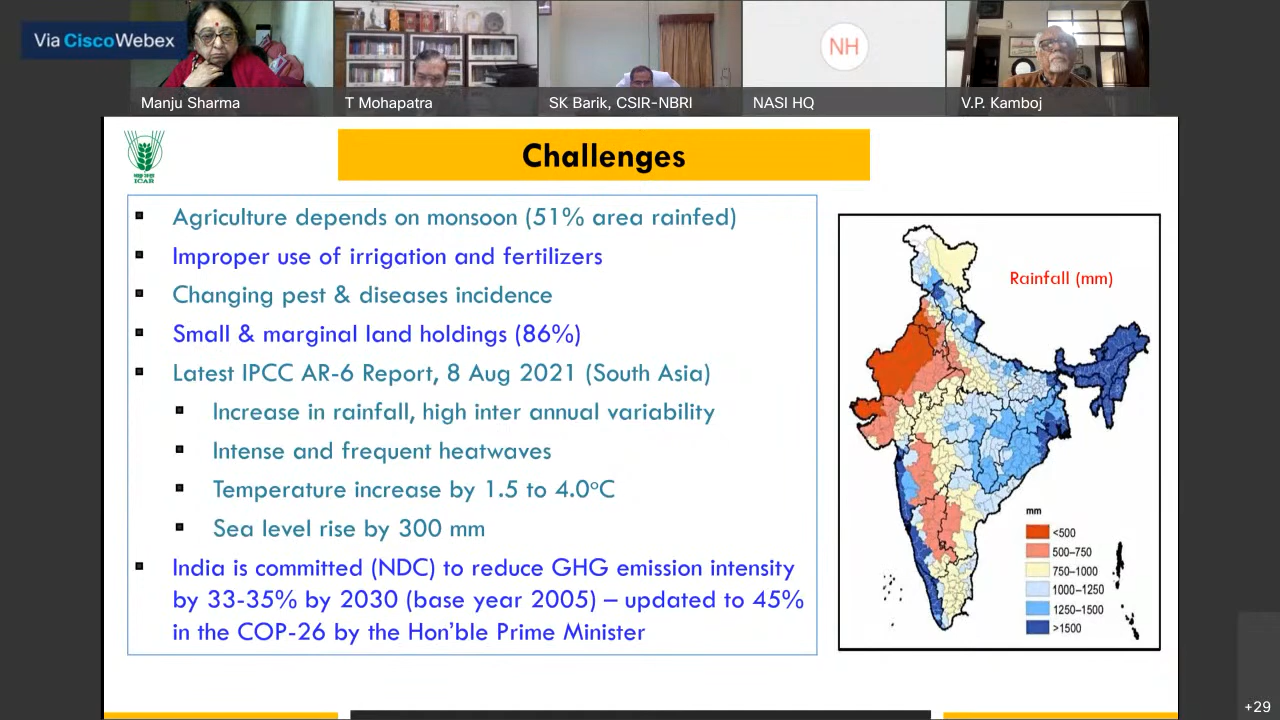 Via Cisco Webex
Manju Sharma
T Mohapatra
SK Barik, CSIR-NBRI
NH
NASI HQ
V.P. Kamboj
ICAR
Challenges
Agriculture depends on monsoon (51% area rainfed)
Improper use of irrigation and fertilizers
Changing pest & diseases incidence
Small & marginal land holdings (86%)
Latest IPCC AR-6 Report, 8 Aug 2021 (South Asia)
Increase in rainfall, high inter annual variability
Intense and frequent heatwaves
Temperature increase by 1.5 to 4.0°C
Sea level rise by 300 mm
India is committed (NDC) to reduce GHG emission intensity
by 33-35% by 2030 (base year 2005) – updated to 45%
in the COP-26 by the Hon'ble Prime Minister
Rainfall (mm)
mm
<500
500–750
750–1000
1000–1250
1250–1500
>1500
+29